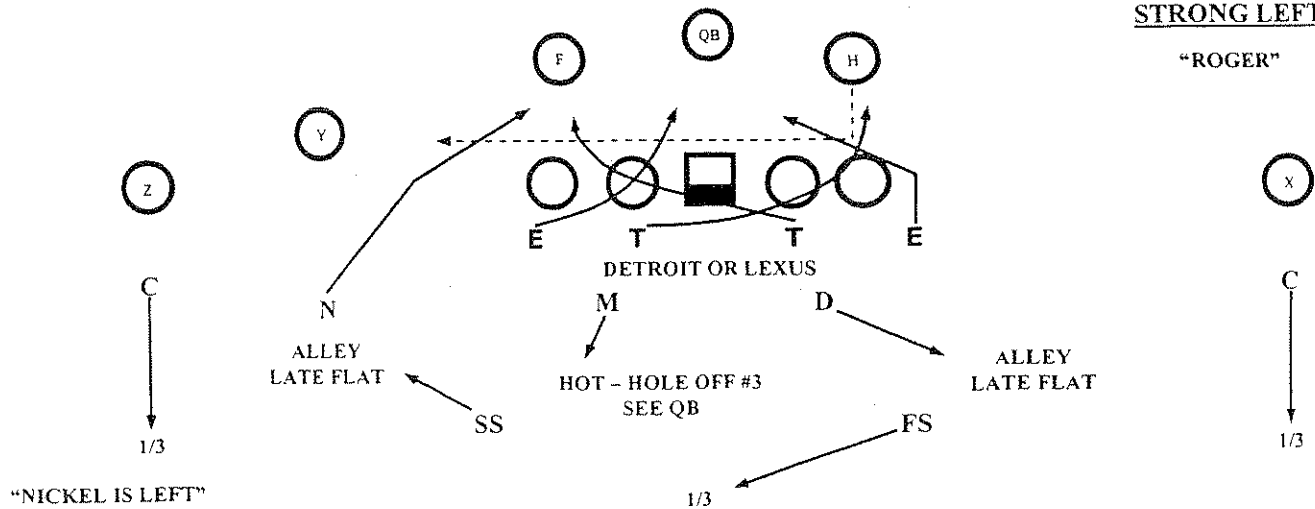 STRONG LEFT
"ROGER"
QB
F
H
Y
Z
X
E
T
T
E
DETROIT OR LEXUS
C
N
M
D
C
ALLEY
LATE FLAT
HOT – HOLE OFF #3
SEE QB
ALLEY
LATE FLAT
SS
FS
1/3
1/3
"NICKEL IS LEFT"
1/3